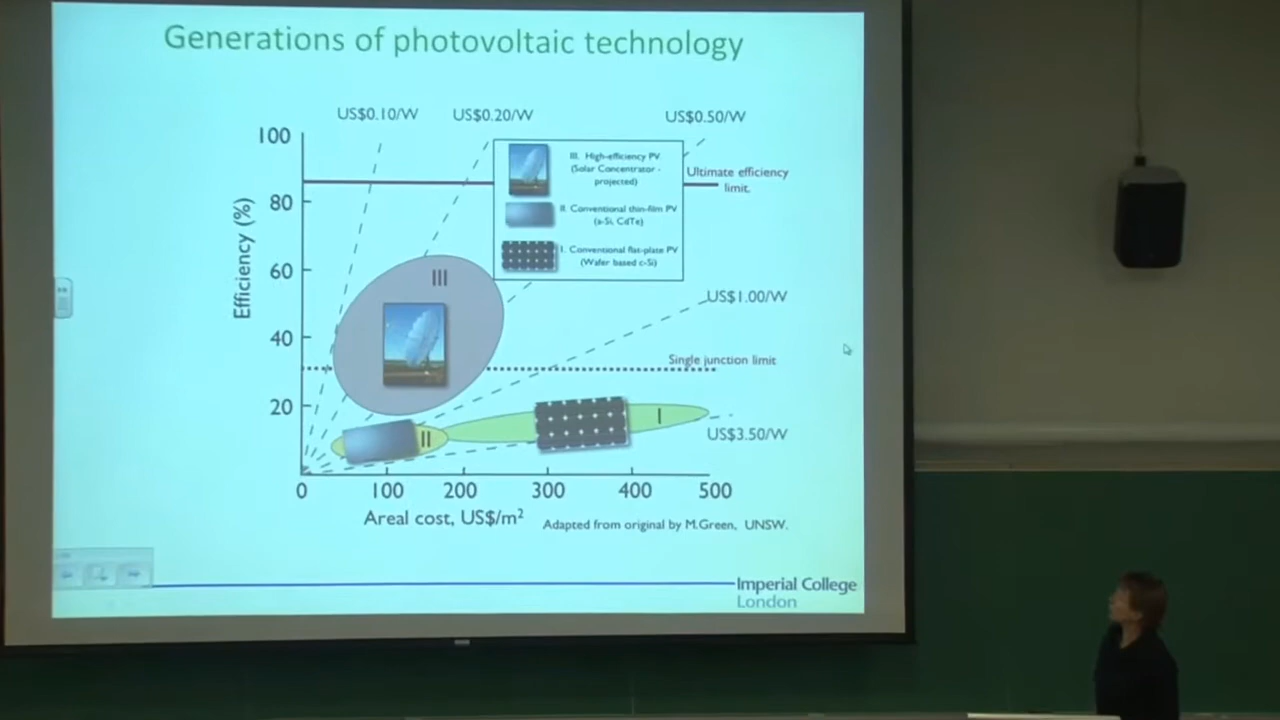 Generations of photovoltaic technology
US$0.10/W
US$0.20/W
US$0.50/W
100
80
60
40
20
Efficiency (%)
III. High-efficiency PV
(Solar Concentrator -
projected)
II. Conventional thin-film PV
(a-Si, CdTe)
I. Conventional flat-plate PV
(Wafer based c-Si)
Ultimate efficiency
limit.
III
US$1.00/W
Single junction limit
II
I
US$3.50/W
0
100
200
300
400
500
Areal cost, US$/m²
Adapted from original by M.Green, UNSW.
Imperial College
London